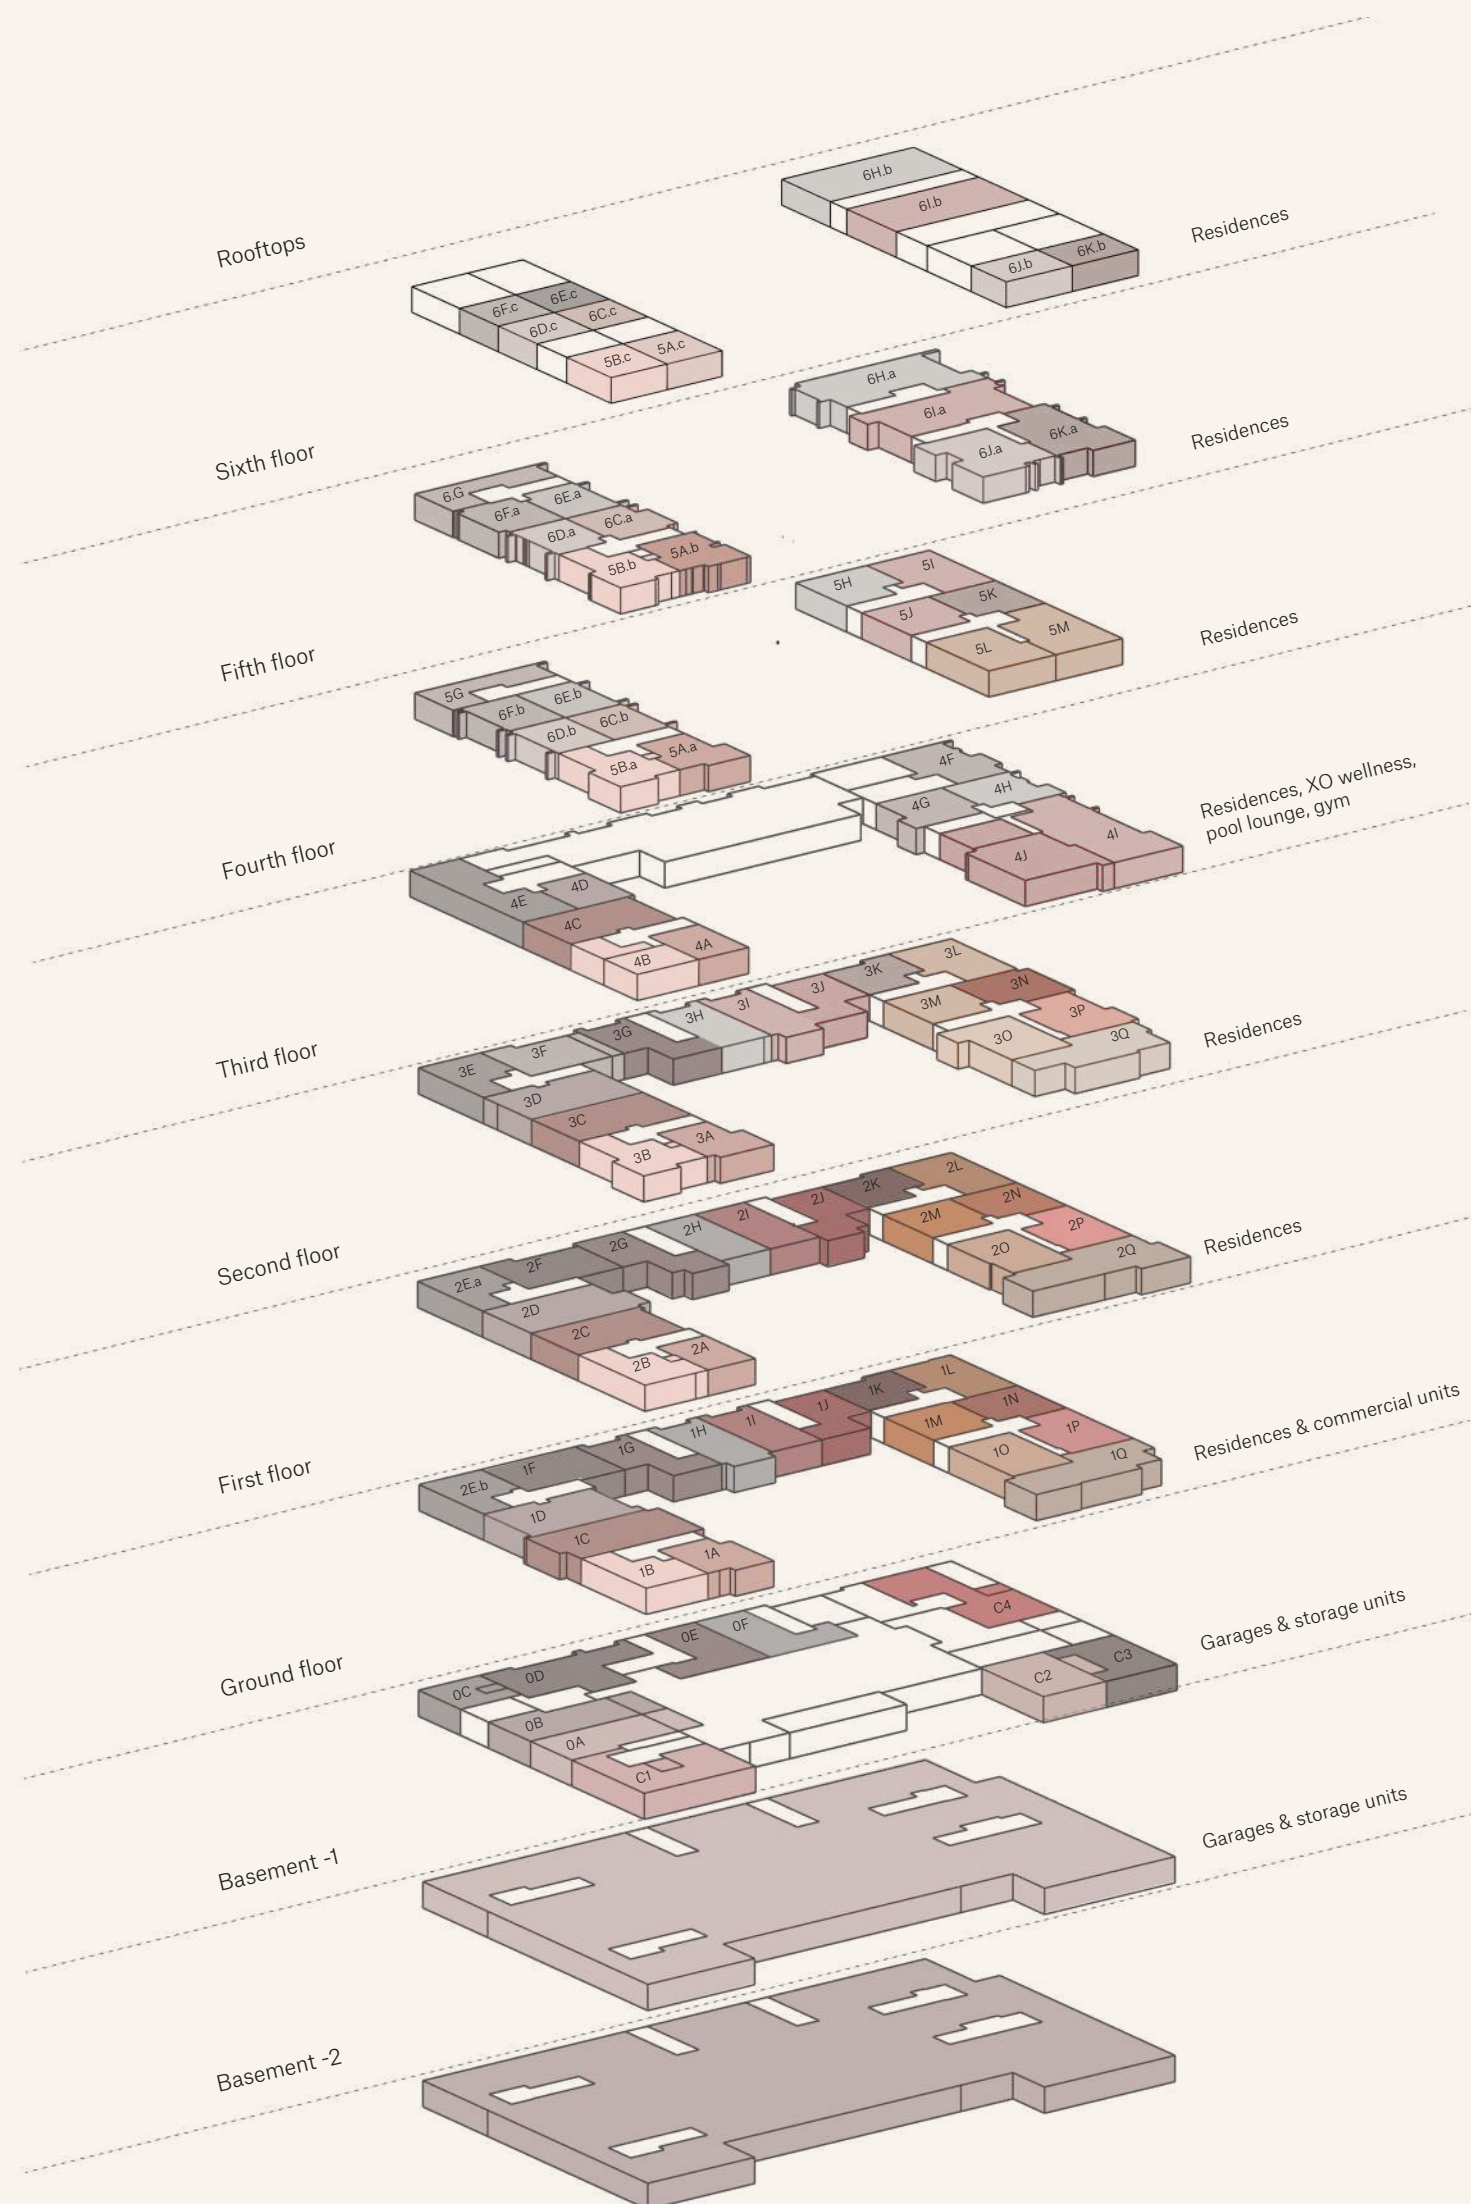 6H.b
6I.b
Residences
Rooftops
6K.b
6J.b
6E.c
6F.c
6C.c
6D.c
5A.c
5B.c
6H.a
6I.a
Residences
6K.a
6J.a
Sixth floor
6.G
6E.a
6F.a
6C.a
6D.a
5A.b
5B.b
5I
5H
5K
5J
5M
5L
Residences
Fifth floor
5G
6E.b
6F.b
6C.b
6D.b
5A.a
5B.a
4F
4H
4G
4I
4J
Residences, XO wellness,
pool lounge, gym
Fourth floor
4D
4E
4C
4A
4B
3L
3K
3N
3J
3M
3I
3P
3H
3Q
3O
3G
Residences
Third floor
3F
3E
3D
3C
3A
3B
2L
2K
2N
2J
2M
2I
2P
2H
2Q
2O
2G
Residences
Second floor
2F
2E.a
2D
2C
2A
2B
1L
1K
1N
1J
1M
1I
1P
1H
1Q
1O
1G
Residences & commercial units
First floor
1F
2E.b
1D
1C
1A
1B
C4
0F
0E
C3
C2
Garages & storage units
Ground floor
0D
0C
0B
0A
C1
Garages & storage units
Basement -1
Basement -2